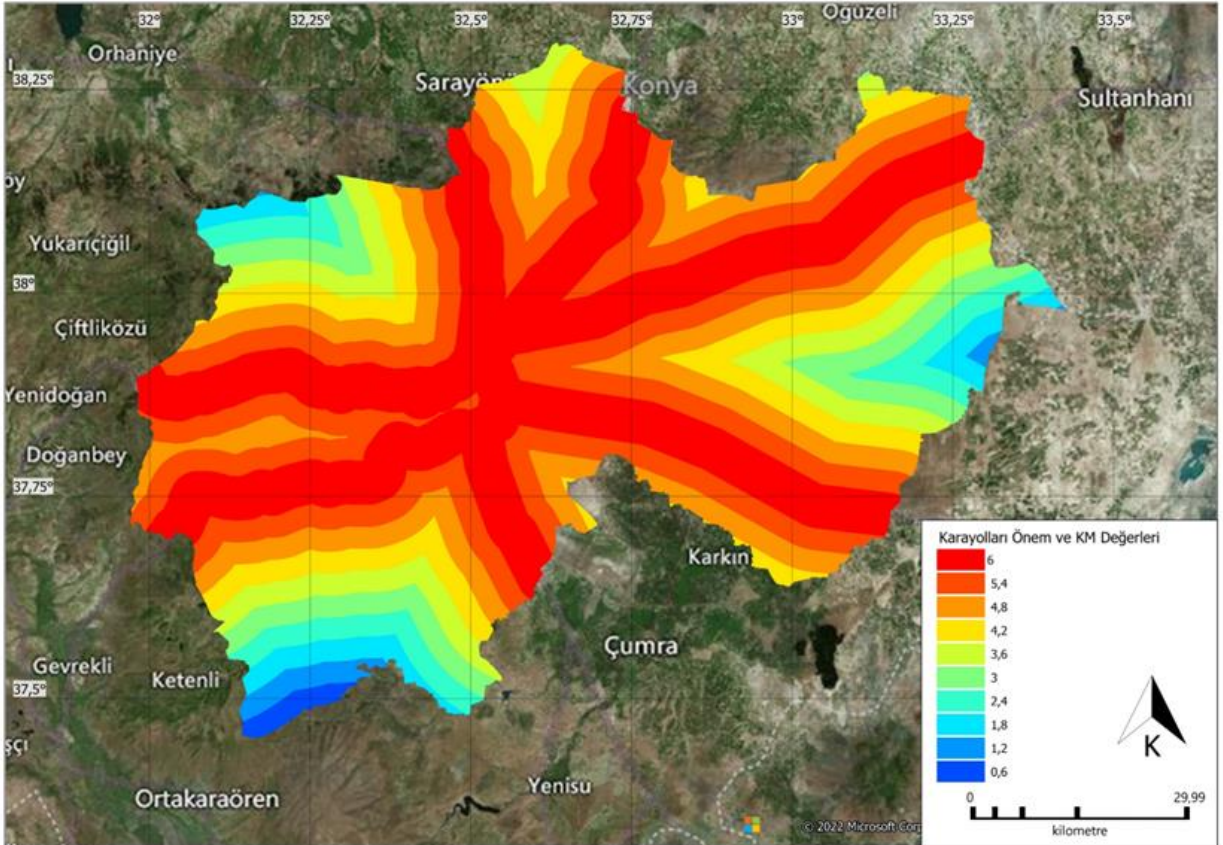 32° 32,25° 32,5° 32,75° 33° 33,25° 33,5°
Oğuzeli
Orhaniye
38,25°
Sarayönü
Konya
Sultanhanı
öy
Yukarıçiğil
38°
Çiftliközü
Yenidoğan
Doğanbey
37,75°
Karkın
Çumra
Gevrekli
Ketenli
37,5°
şçı
Yenisu
Ortakaraören
© 2022 Microsoft Corp
Karayolları Önem ve KM Değerleri
6
5,4
4,8
4,2
3,6
3
2,4
1,8
1,2
0,6
K
0 29,99
kilometre